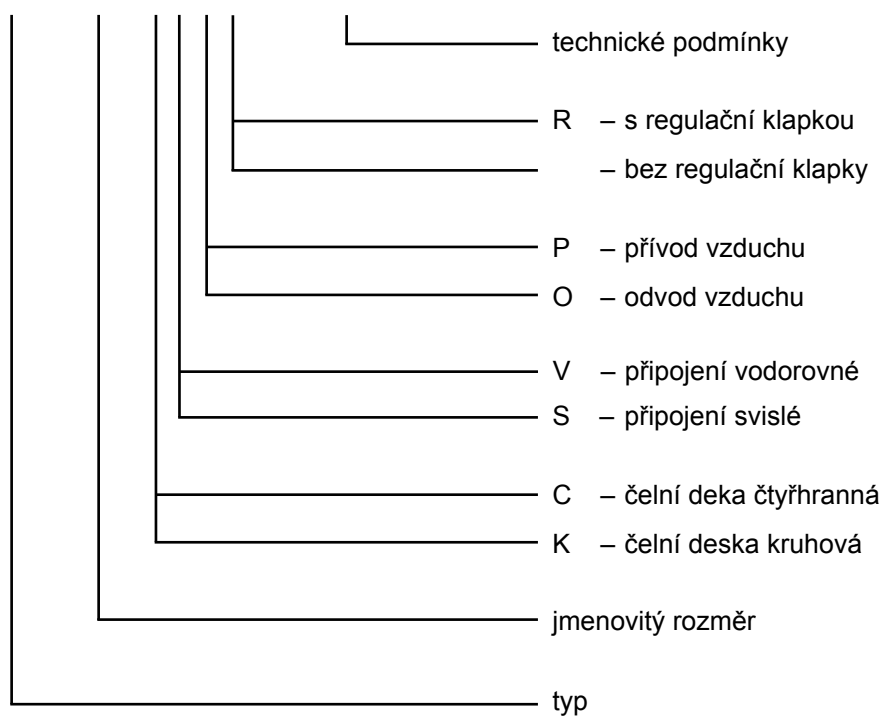 technické podmínky
R – s regulační klapkou
– bez regulační klapky
P – přívod vzduchu
O – odvod vzduchu
V – připojení vodorovné
S – připojení svislé
C – čelní deka čtyřhranná
K – čelní deska kruhová
jmenovitý rozměr
typ